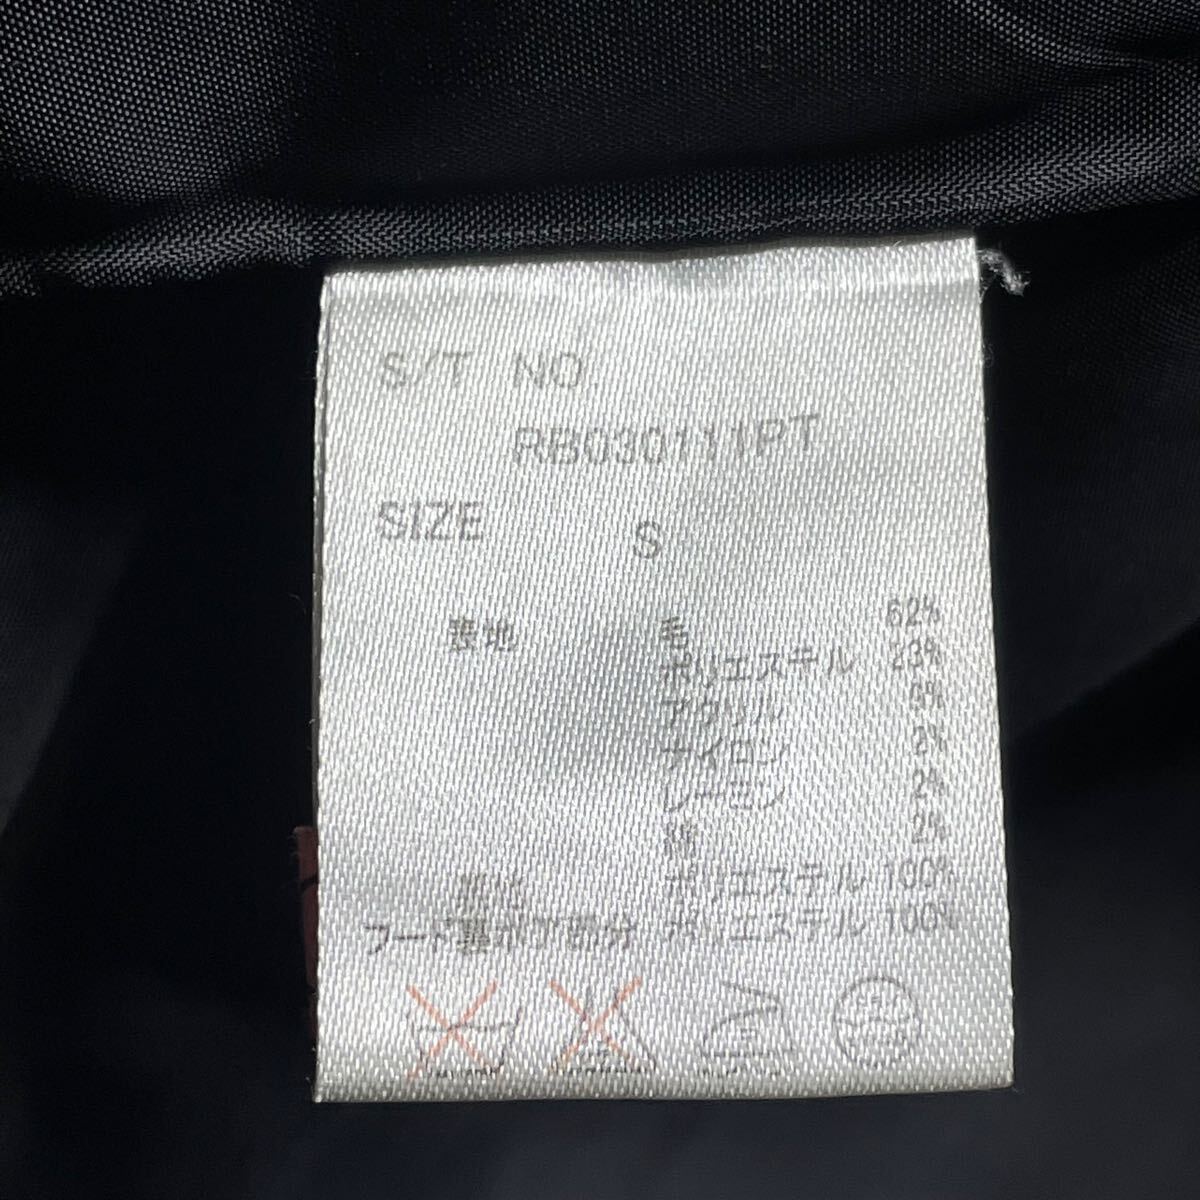 S/T NO.
RB030111PT
SIZE S
表地 毛 62%
ポリエステル 23%
アクリル 9%
ナイロン 2%
レーヨン 2%
綿 2%
裏地 ポリエステル 100%
フード裏ボア部分 ポリエステル 100%